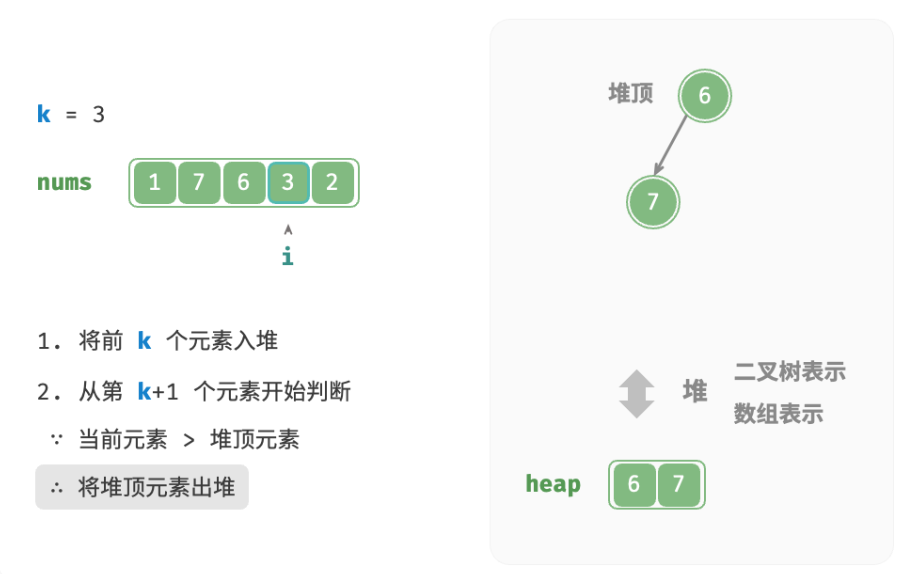 k = 3
nums 1 7 6 3 2
i
1. 将前 k 个元素入堆
2. 从第 k+1 个元素开始判断
∵ 当前元素 > 堆顶元素
∴ 将堆顶元素出堆
堆顶 6
7
堆 二叉树表示
数组表示
heap 6 7